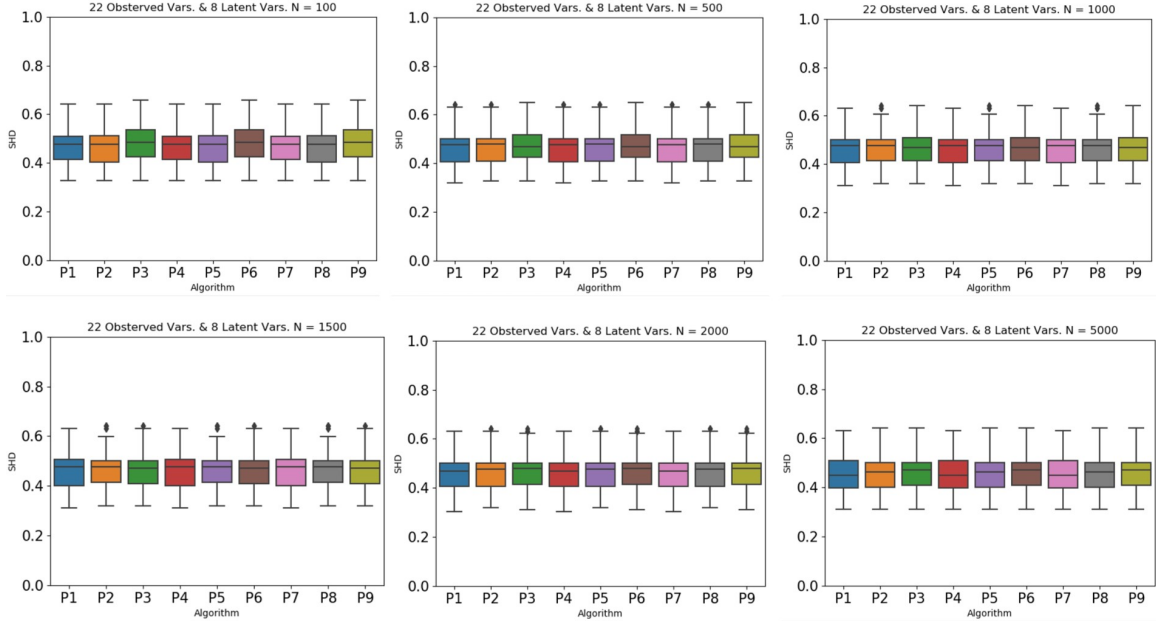 22 Obsterved Vars. & 8 Latent Vars. N = 100
1.0
0.8
0.6
0.4
0.2
0.0
SHD
P1 P2 P3 P4 P5 P6 P7 P8 P9
Algorithm
22 Obsterved Vars. & 8 Latent Vars. N = 500
1.0
0.8
0.6
0.4
0.2
0.0
SHD
P1 P2 P3 P4 P5 P6 P7 P8 P9
Algorithm
22 Obsterved Vars. & 8 Latent Vars. N = 1000
1.0
0.8
0.6
0.4
0.2
0.0
SHD
P1 P2 P3 P4 P5 P6 P7 P8 P9
Algorithm
22 Obsterved Vars. & 8 Latent Vars. N = 1500
1.0
0.8
0.6
0.4
0.2
0.0
SHD
P1 P2 P3 P4 P5 P6 P7 P8 P9
Algorithm
22 Obsterved Vars. & 8 Latent Vars. N = 2000
1.0
0.8
0.6
0.4
0.2
0.0
SHD
P1 P2 P3 P4 P5 P6 P7 P8 P9
Algorithm
22 Obsterved Vars. & 8 Latent Vars. N = 5000
1.0
0.8
0.6
0.4
0.2
0.0
SHD
P1 P2 P3 P4 P5 P6 P7 P8 P9
Algorithm